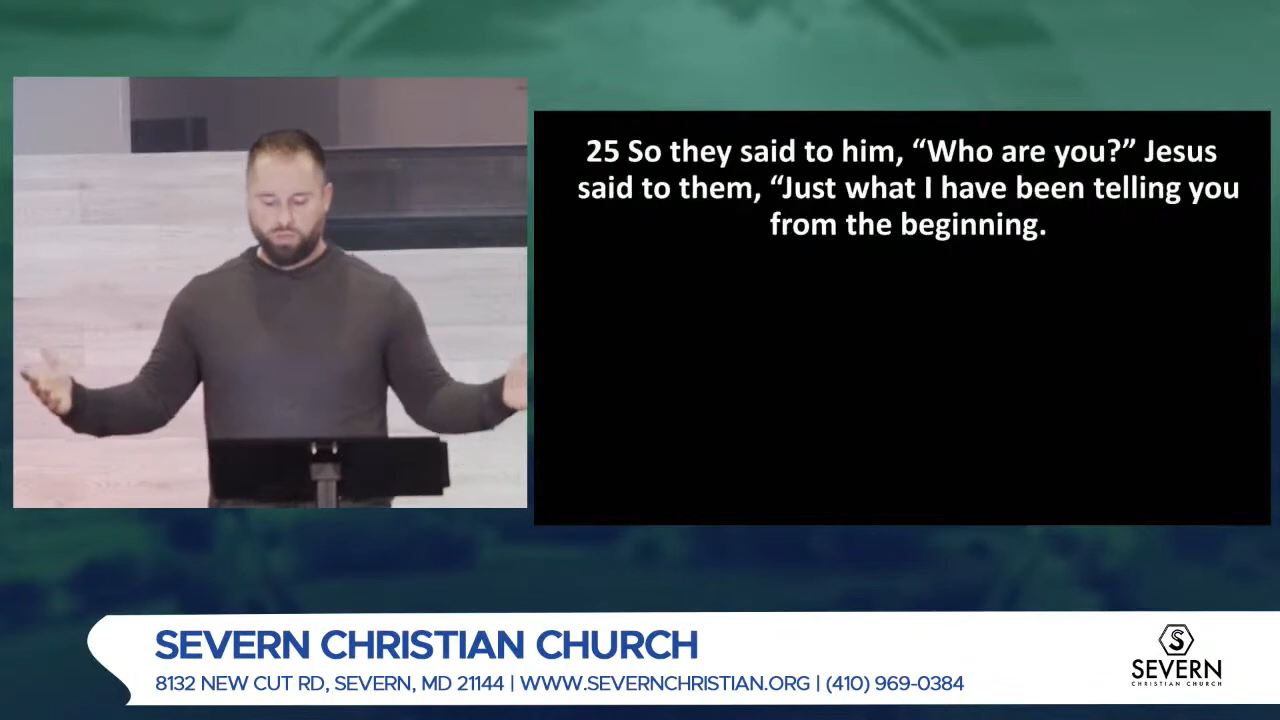 25 So they said to him, “Who are you?” Jesus
said to them, “Just what I have been telling you
from the beginning.
SEVERN CHRISTIAN CHURCH
8132 NEW CUT RD, SEVERN, MD 21144 | WWW.SEVERNCHRISTIAN.ORG | (410) 969-0384
S
SEVERN
CHRISTIAN CHURCH